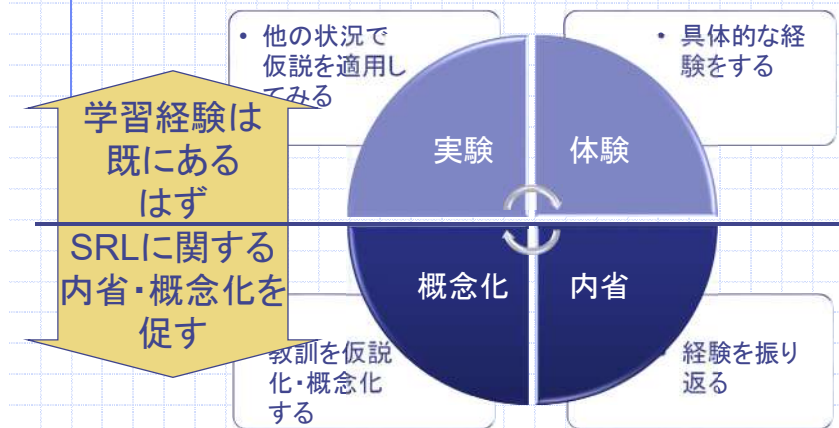 • 他の状況で
仮説を適用し
てみる
• 具体的な経
験をする
学習経験は
既にある
はず
SRLに関する
内省・概念化を
促す
実験
体験
概念化
内省
教訓を仮説
化・概念化
する
• 経験を振り
返る